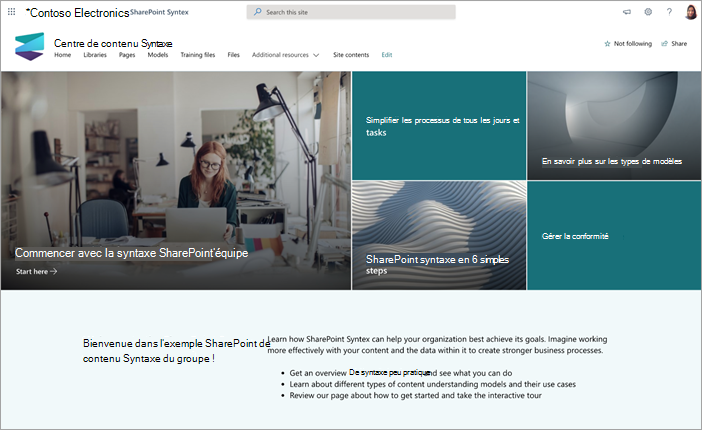 *Contoso Electronics SharePoint Syntex
Search this site
Centre de contenu Syntaxe
Not following Share
Home Libraries Pages Models Training files Files Additional resources Site contents Edit
Simplifier les processus de tous les jours et
tasks
En savoir plus sur les types de modèles
Commencer avec la syntaxe SharePoint'équipe
Start here
SharePoint syntaxe en 6 simples
steps
Gérer la conformité
Bienvenue dans l'exemple SharePoint de
contenu Syntaxe du groupe !
Learn how SharePoint Syntex can help your organization best achieve its goals. Imagine working
more effectively with your content and the data within it to create stronger business processes.
• Get an overview De syntaxe peu pratique and see what you can do
• Learn about different types of content understanding models and their use cases
• Review our page about how to get started and take the interactive tour